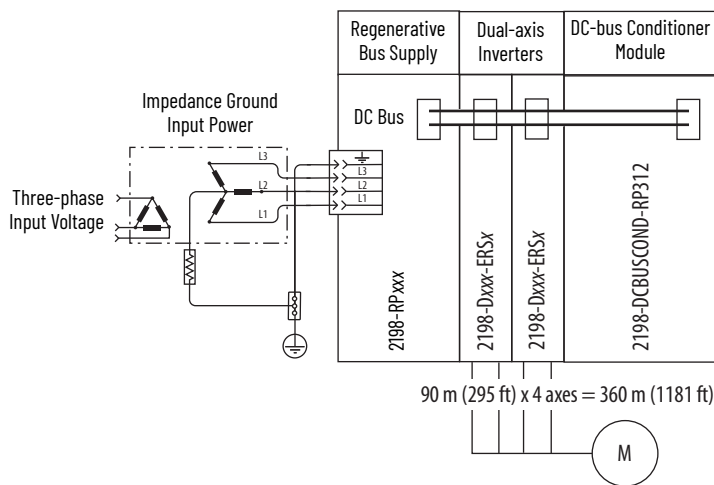 Regenerative
Bus Supply
Dual-axis
Inverters
DC-bus Conditioner
Module
DC Bus
Impedance Ground
Input Power
Three-phase
Input Voltage
L3
L2
L1
L3
L2
L1
2198-RPxxx
2198-Dxxx-ERSx
2198-Dxxx-ERSx
2198-DCBUSCOND-RP312
90 m (295 ft) x 4 axes = 360 m (1181 ft)
M